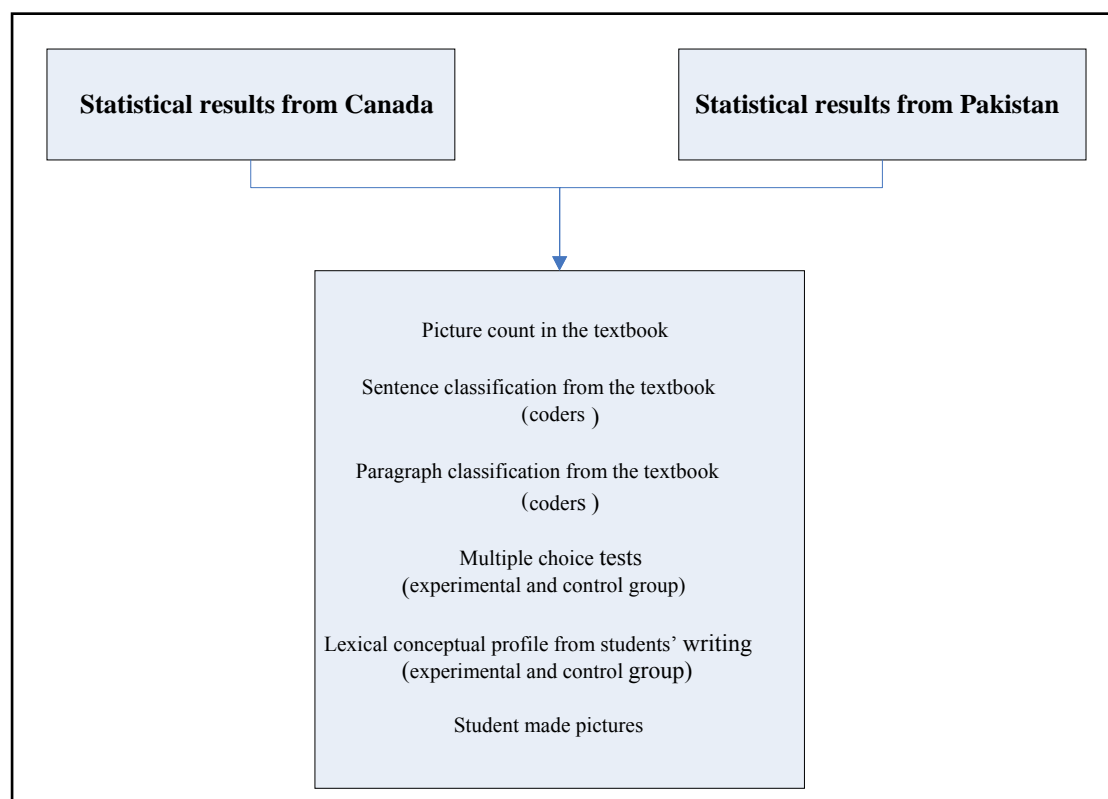 Statistical results from Canada
Statistical results from Pakistan
Picture count in the textbook
Sentence classification from the textbook
(coders )
Paragraph classification from the textbook
(coders )
Multiple choice tests
(experimental and control group)
Lexical conceptual profile from students’ writing
(experimental and control group)
Student made pictures